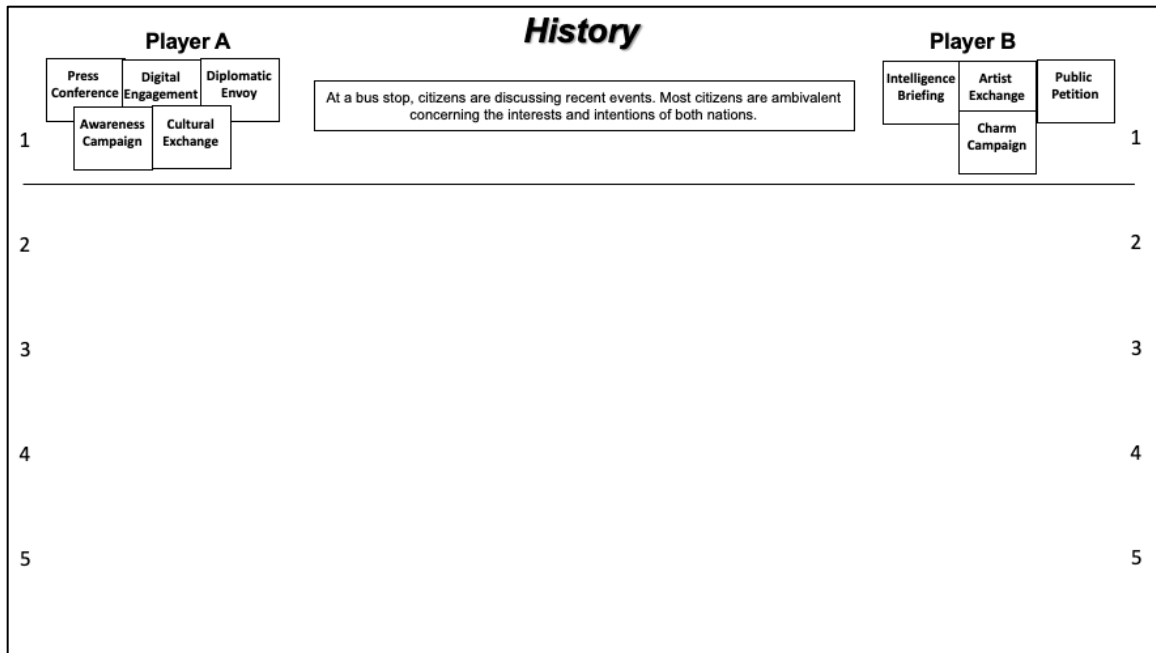 History
Player A
Player B
Press
Conference
Digital
Engagement
Diplomatic
Envoy
Awareness
Campaign
Cultural
Exchange
At a bus stop, citizens are discussing recent events. Most citizens are ambivalent
concerning the interests and intentions of both nations.
Intelligence
Briefing
Artist
Exchange
Public
Petition
Charm
Campaign
1
1
2
2
3
3
4
4
5
5